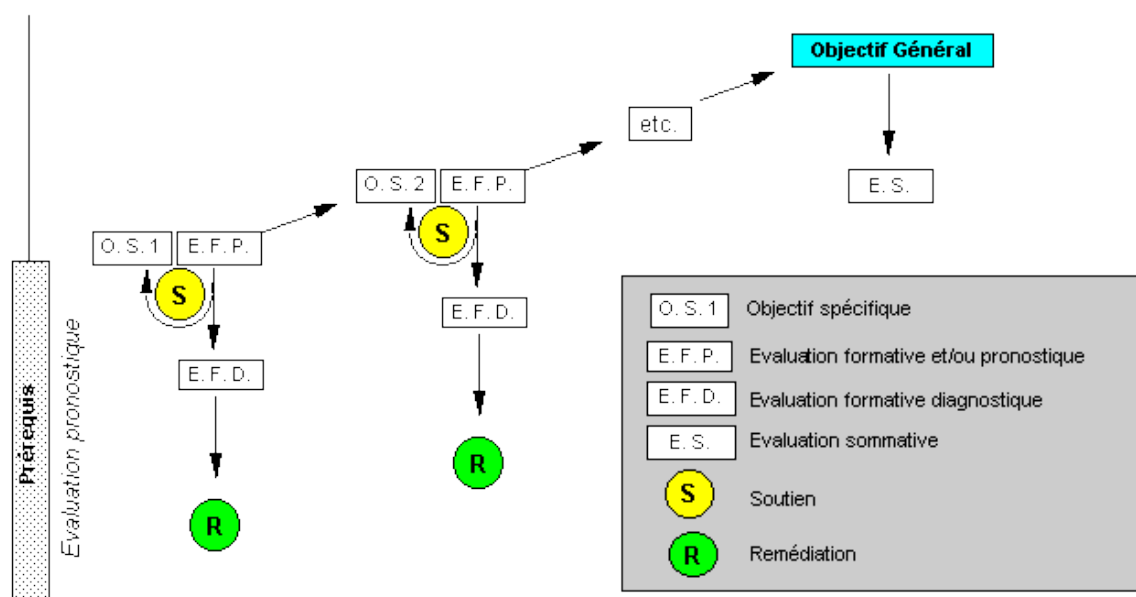 Objectif Général
etc.
O. S. 2
E. F. P.
E. S.
O. S. 1
E. F. P.
S
S
E. F. D.
E. F. D.
R
R
Prérequis
Evaluation pronostique
O. S. 1 Objectif spécifique
E. F. P. Evaluation formative et/ou pronostique
E. F. D. Evaluation formative diagnostique
E. S. Evaluation sommative
S Soutien
R Remédiation